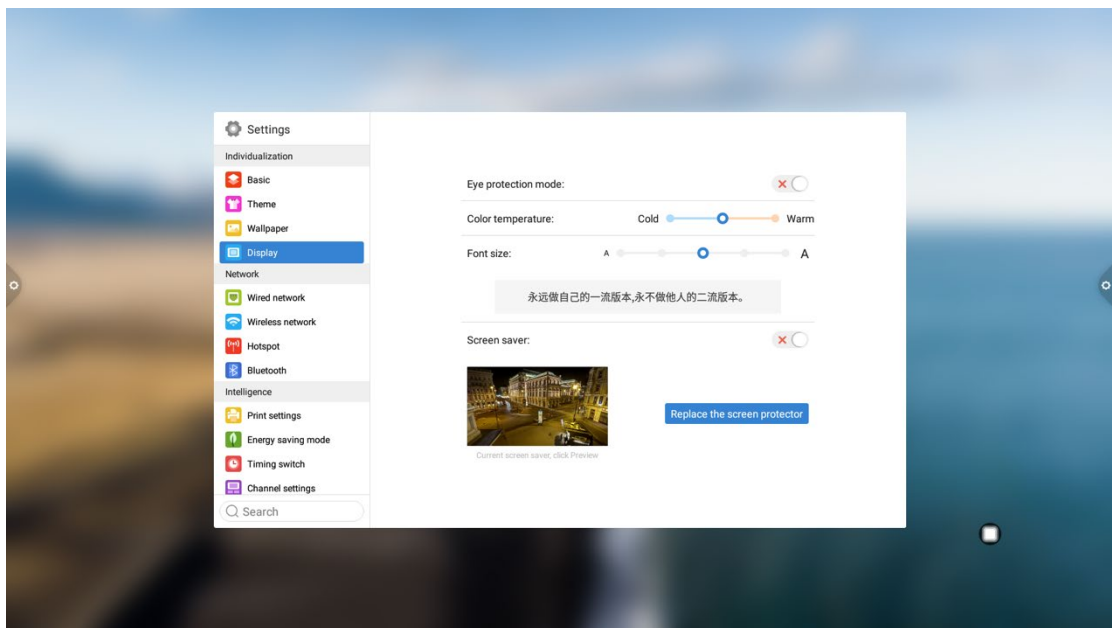 Settings
Individualization
Basic
Theme
Wallpaper
Display
Network
Wired network
Wireless network
Hotspot
Bluetooth
Intelligence
Print settings
Energy saving mode
Timing switch
Channel settings
Search
Eye protection mode:
Color temperature: Cold Warm
Font size: A A
永远做自己的一流版本,永不做他人的二流版本。
Screen saver:
Replace the screen protector
Current screen saver, click Preview